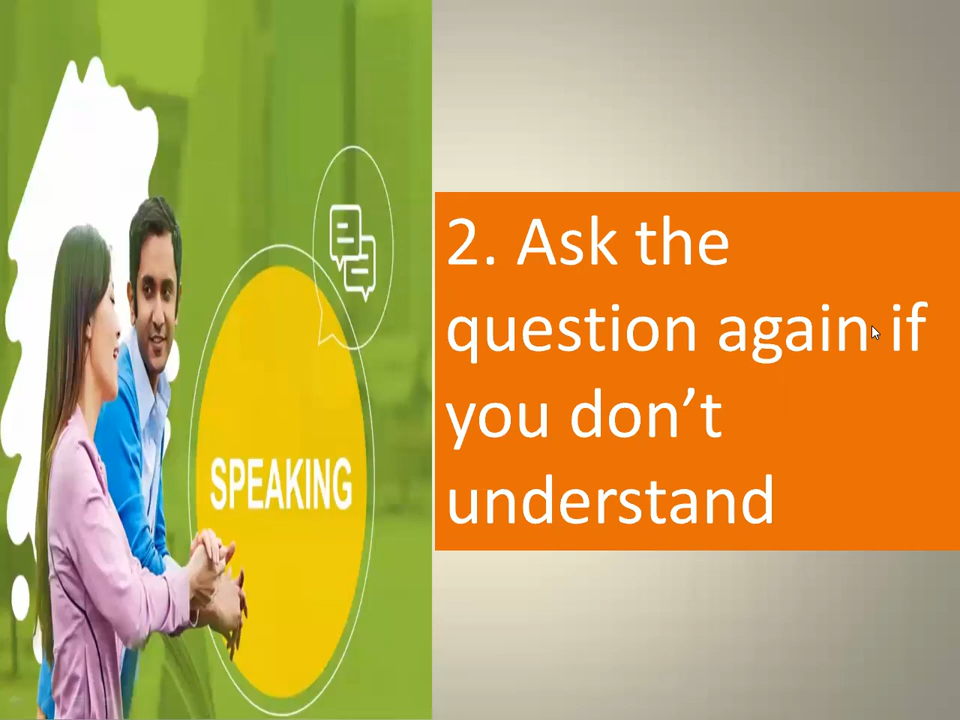 SPEAKING
2. Ask the
question again if
you don’t
understand